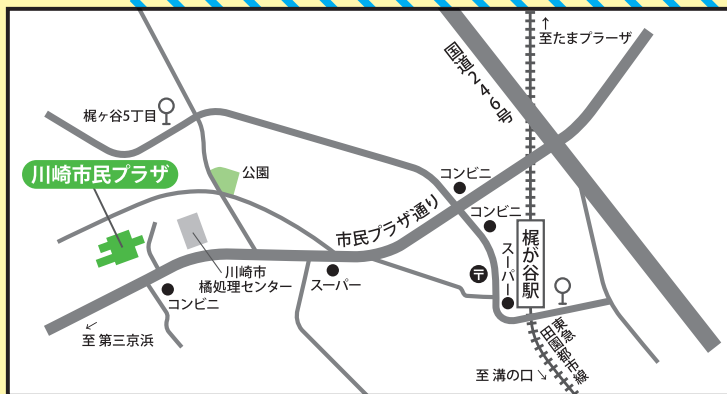 ↑
至たまプラーザ
国道246号
梶ヶ谷5丁目
コンビニ
川崎市民プラザ
公園
市民プラザ通り
コンビニ
梶が谷駅
スーパー
〒
川崎市
橘処理センター
スーパー
コンビニ
←
至 第三京浜
東急
田園都市線
至 溝の口 →